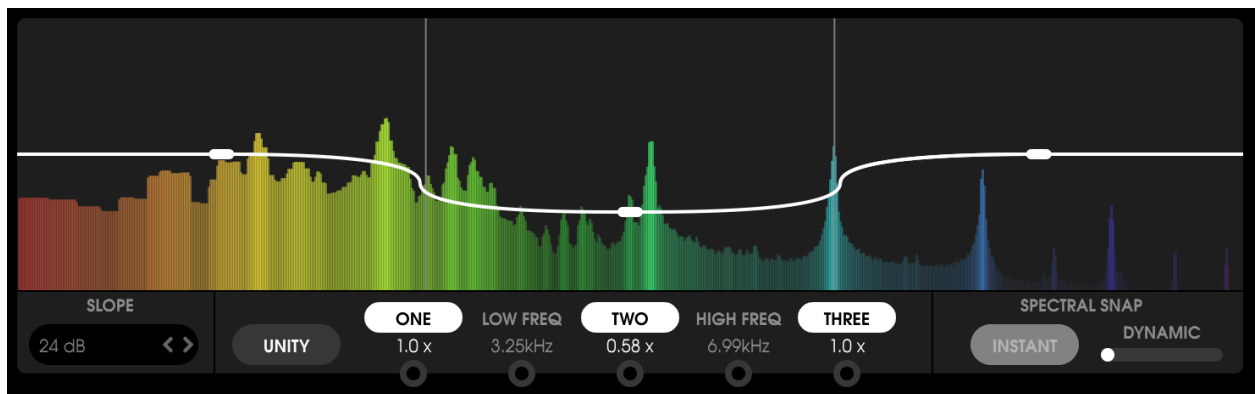 SLOPE
24 dB
UNITY
ONE
1.0 x
LOW FREQ
3.25kHz
TWO
0.58 x
HIGH FREQ
6.99kHz
THREE
1.0 x
SPECTRAL SNAP
INSTANT
DYNAMIC